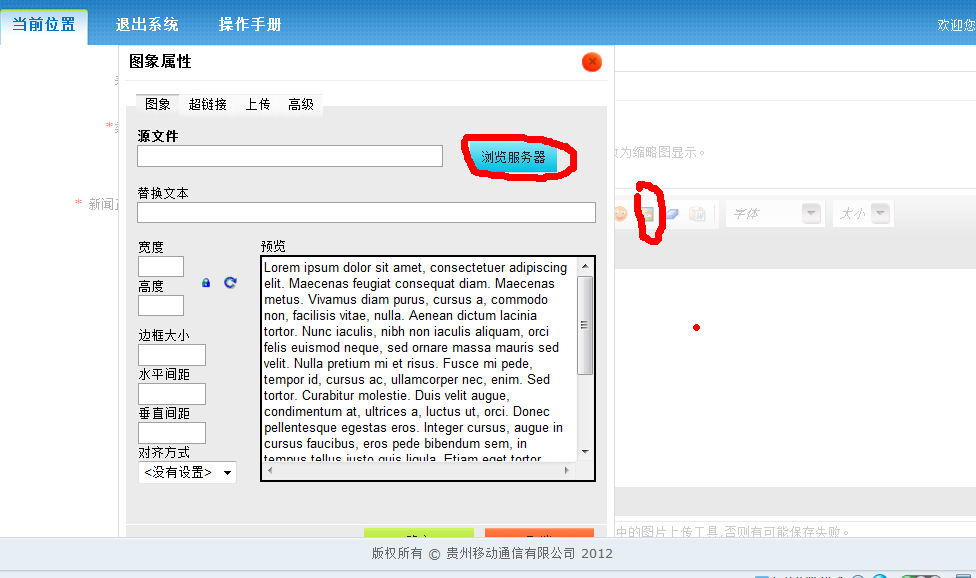 当前位置 退出系统 操作手册 欢迎您
图象属性
图象 超链接 上传 高级
源文件
浏览服务器
为缩略图显示。
替换文本
* 新闻
字体 大小
宽度
预览
高度
边框大小
水平间距
垂直间距
对齐方式
<没有设置>
Lorem ipsum dolor sit amet, consectetuer adipiscing
elit. Maecenas feugiat consequat diam. Maecenas
metus. Vivamus diam purus, cursus a, commodo
non, facilisis vitae, nulla. Aenean dictum lacinia
tortor. Nunc iaculis, nibh non iaculis aliquam, orci
felis euismod neque, sed ornare massa mauris sed
velit. Nulla pretium mi et risus. Fusce mi pede,
tempor id, cursus ac, ullamcorper nec, enim. Sed
tortor. Curabitur molestie. Duis velit augue,
condimentum at, ultrices a, luctus ut, orci. Donec
pellentesque egestas eros. Integer cursus, augue in
cursus faucibus, eros pede bibendum sem, in
tempus tellus justo quis ligula. Etiam eget tortor
中的图片上传工具,否则有可能保存失败。
版权所有 © 贵州移动通信有限公司 2012